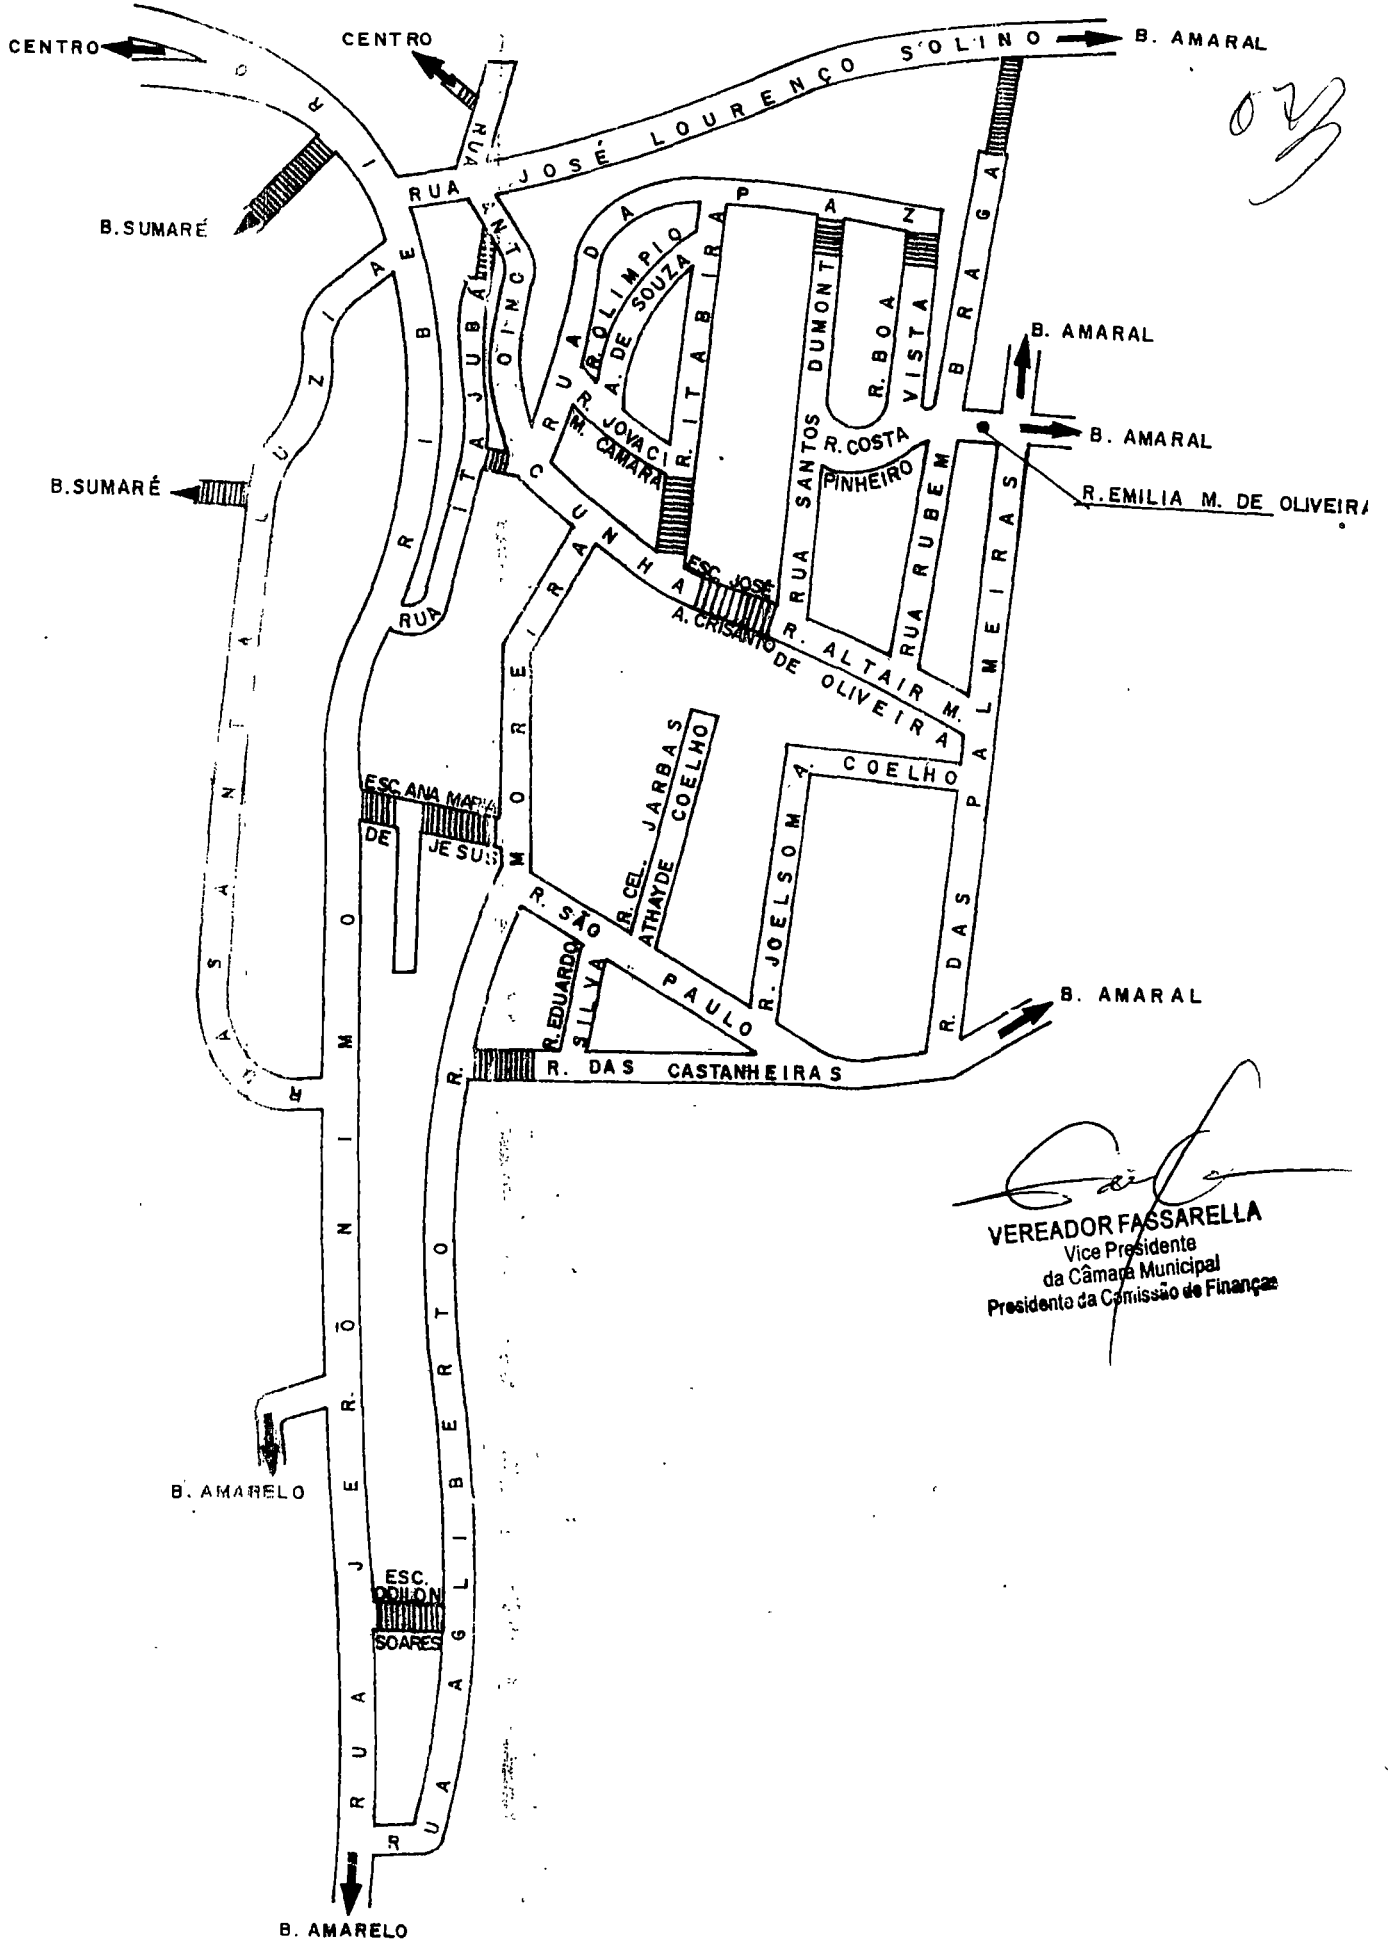 CENTRO
CENTRO
RUA JOSÉ LOURENÇO SOLINO
B. AMARAL
B. SUMARÉ
RUA JERÔNIMO RIBEIRO
RUA ANTONIO CUNHA
RUA ITAJUBÁ
RUA DA PAZ
R. OLIMPIO
A. DE SOUZA
R. ITABIRA
R. JOVACI
M. CAMARA
RUA SANTOS DUMONT
R. BOA
VISTA
RUA RUBEM BRAGA
B. AMARAL
B. AMARAL
R. COSTA
PINHEIRO
R. EMILIA M. DE OLIVEIRA
B. SUMARÉ
RUA SANTA LUZIA
ESC. JOSÉ
A. CRISANTO
DE OLIVEIRA
R. ALTAIR M.
R. DAS PALMEIRAS
R. JOELSOM A. COELHO
R. CEL. JARBAS
ATHAYDE COELHO
ESC. ANA MARIA
DE JESUS
R. SÃO PAULO
R. EDUARDO
SILVA
R. DAS CASTANHEIRAS
B. AMARAL
RUA AGLIBERTO R. MOREIRA
VEREADOR FASSARELLA
Vice Presidente
da Câmara Municipal
Presidente da Comissão de Finanças
B. AMARELO
ESC.
ODILON
SOARES
B. AMARELO